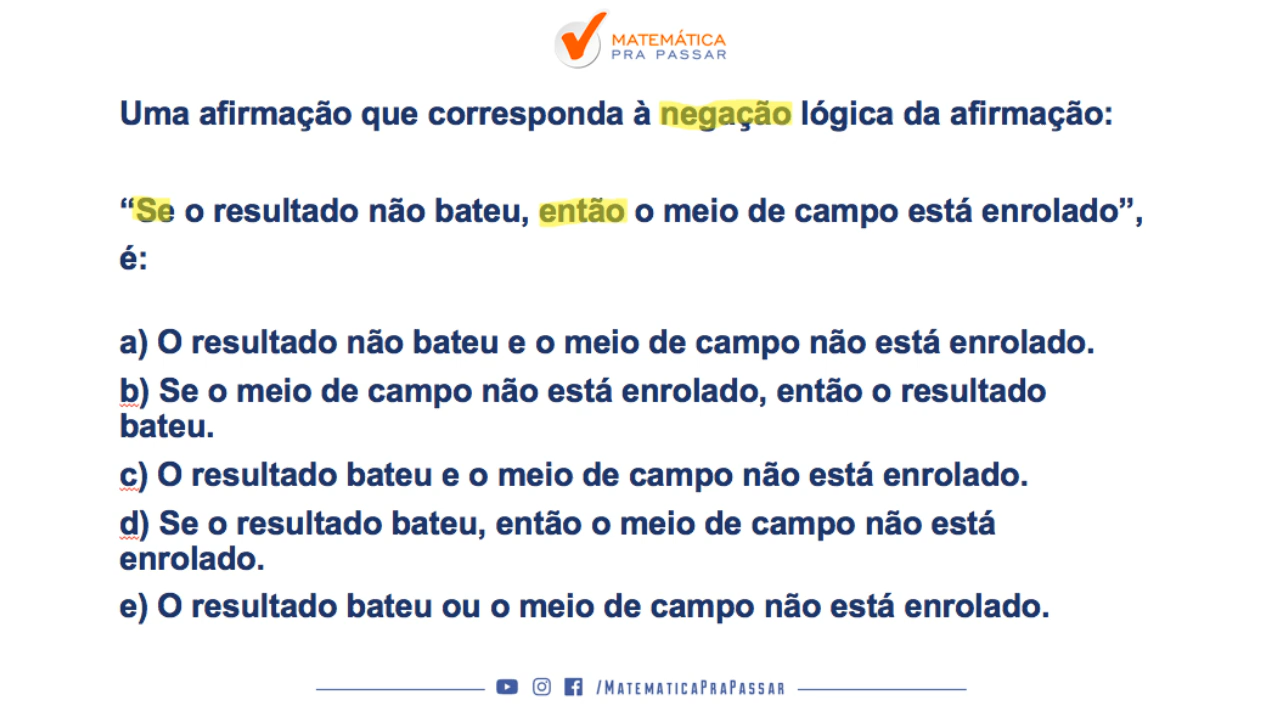 MATEMÁTICA
PRA PASSAR
Uma afirmação que corresponda à negação lógica da afirmação:
“Se o resultado não bateu, então o meio de campo está enrolado”,
é:
a) O resultado não bateu e o meio de campo não está enrolado.
b) Se o meio de campo não está enrolado, então o resultado
bateu.
c) O resultado bateu e o meio de campo não está enrolado.
d) Se o resultado bateu, então o meio de campo não está
enrolado.
e) O resultado bateu ou o meio de campo não está enrolado.
/MATEMATICAPRAPASSAR